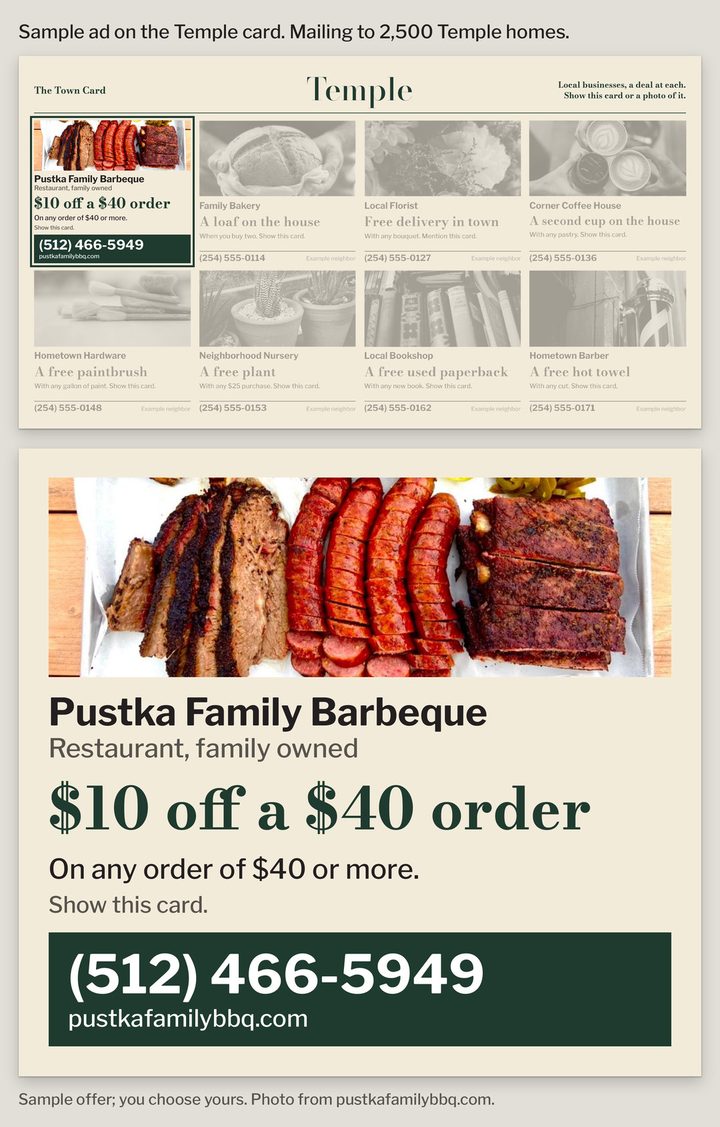 Sample ad on the Temple card. Mailing to 2,500 Temple homes.
The Town Card
Temple
Local businesses, a deal at each.
Show this card or a photo of it.
Pustka Family Barbeque
Restaurant, family owned
$10 off a $40 order
On any order of $40 or more.
Show this card.
(512) 466-5949
pustkafamilybbq.com
Family Bakery
A loaf on the house
When you buy two. Show this card.
(254) 555-0114 Example neighbor
Local Florist
Free delivery in town
With any bouquet. Mention this card.
(254) 555-0127 Example neighbor
Corner Coffee House
A second cup on the house
With any pastry. Show this card.
(254) 555-0136 Example neighbor
Hometown Hardware
A free paintbrush
With any gallon of paint. Show this card.
(254) 555-0148 Example neighbor
Neighborhood Nursery
A free plant
With any $25 purchase. Show this card.
(254) 555-0153 Example neighbor
Local Bookshop
A free used paperback
With any new book. Show this card.
(254) 555-0162 Example neighbor
Hometown Barber
A free hot towel
With any cut. Show this card.
(254) 555-0171 Example neighbor
Pustka Family Barbeque
Restaurant, family owned
$10 off a $40 order
On any order of $40 or more.
Show this card.
(512) 466-5949
pustkafamilybbq.com
Sample offer; you choose yours. Photo from pustkafamilybbq.com.